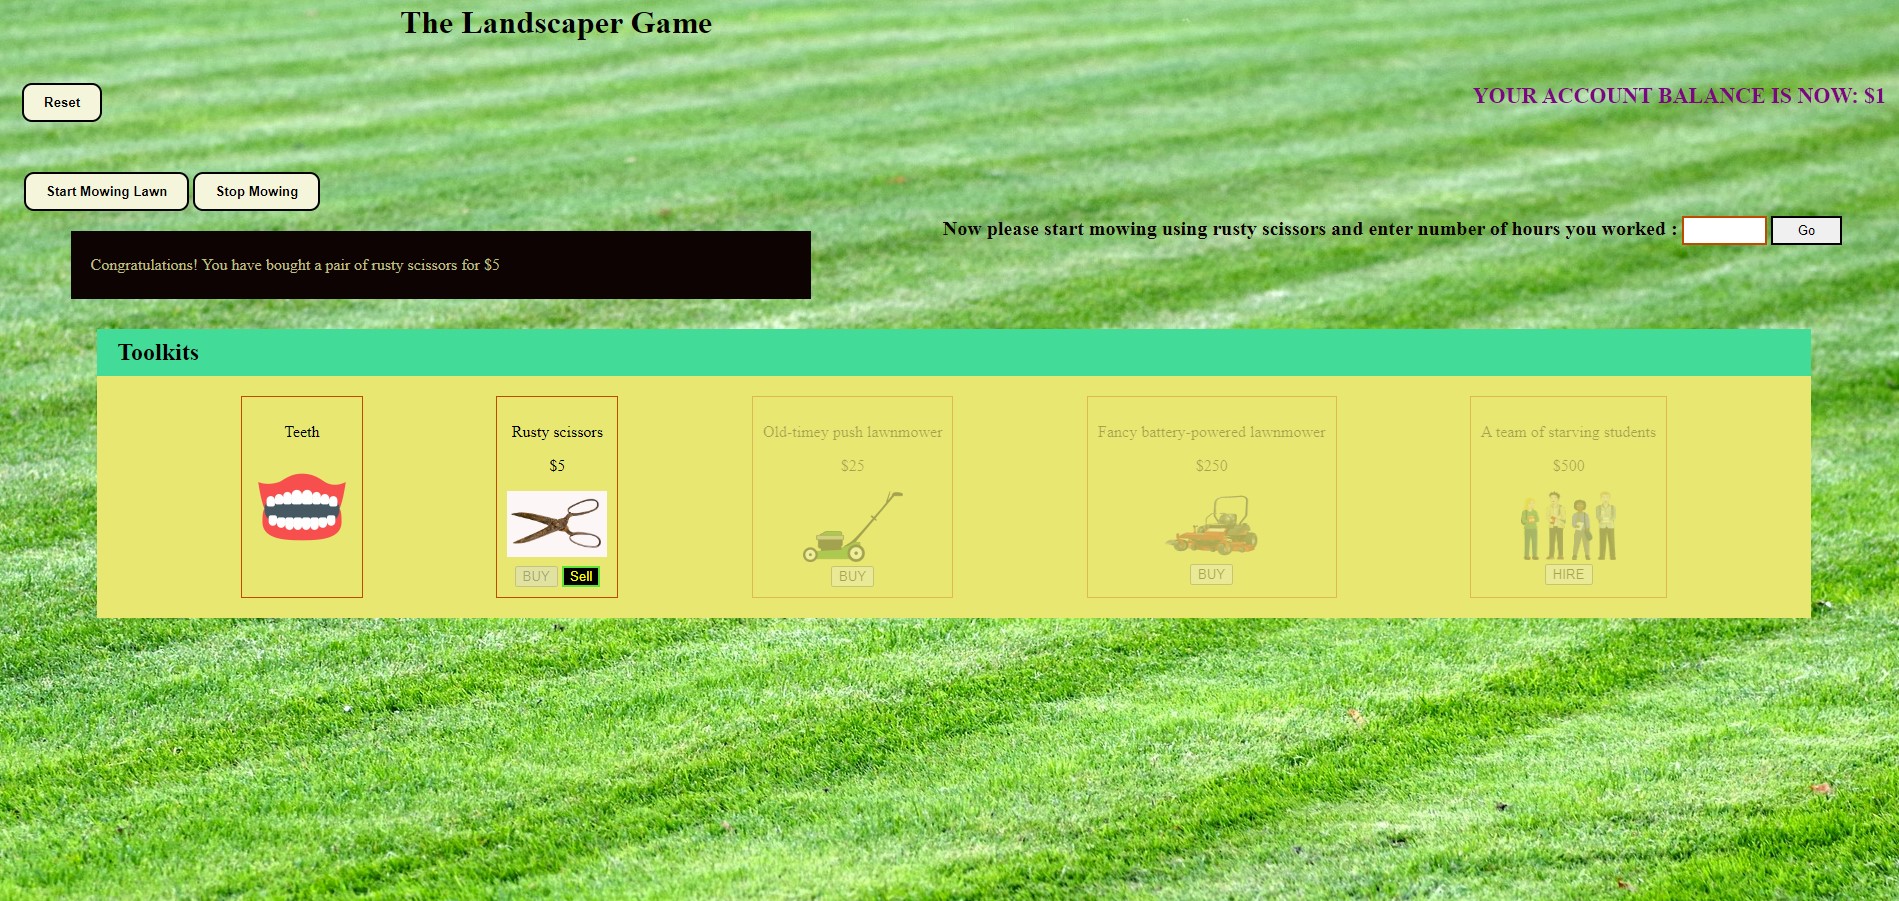 The Landscaper Game
Reset
YOUR ACCOUNT BALANCE IS NOW: $1
Start Mowing Lawn
Stop Mowing
Now please start mowing using rusty scissors and enter number of hours you worked :
Go
Congratulations! You have bought a pair of rusty scissors for $5
Toolkits
Teeth
Rusty scissors
$5
BUY
Sell
Old-timey push lawnmower
$25
BUY
Fancy battery-powered lawnmower
$250
BUY
A team of starving students
$500
HIRE